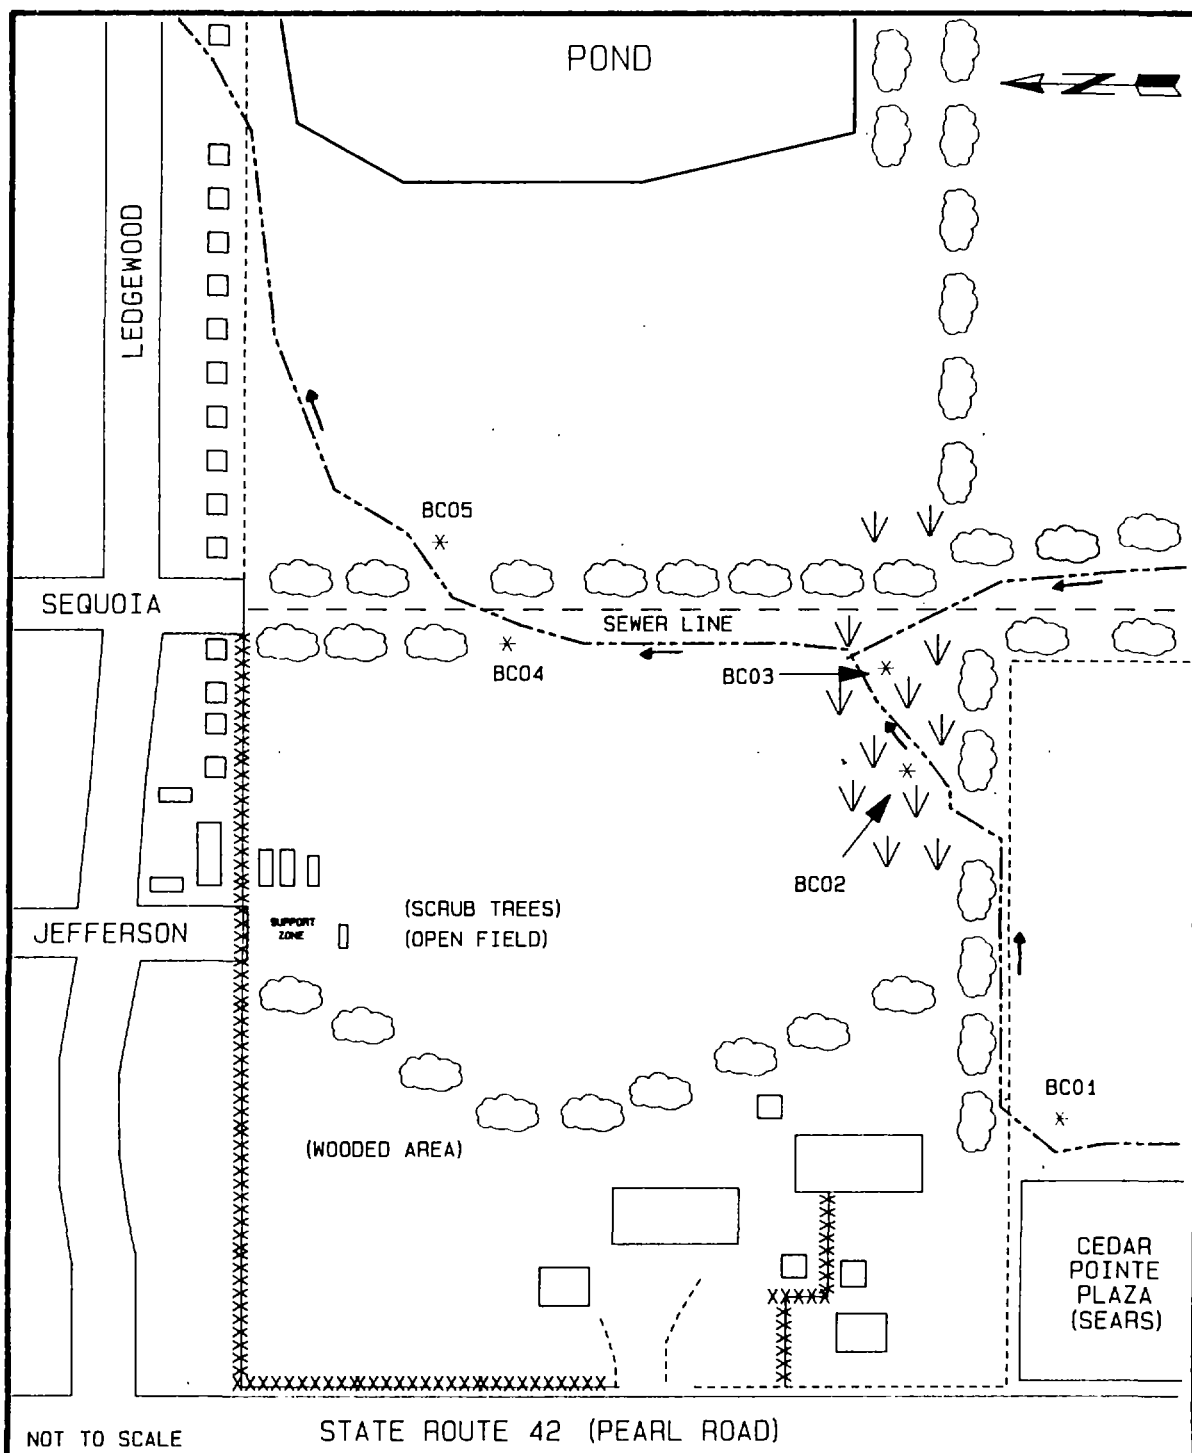 POND
LEDGEWOOD
BC05
SEQUOIA
SEWER LINE
BC04
BC03
BC02
(SCRUB TREES)
(OPEN FIELD)
SUPPORT
ZONE
JEFFERSON
BC01
(WOODED AREA)
CEDAR
POINTE
PLAZA
(SEARS)
NOT TO SCALE
STATE ROUTE 42 (PEARL ROAD)